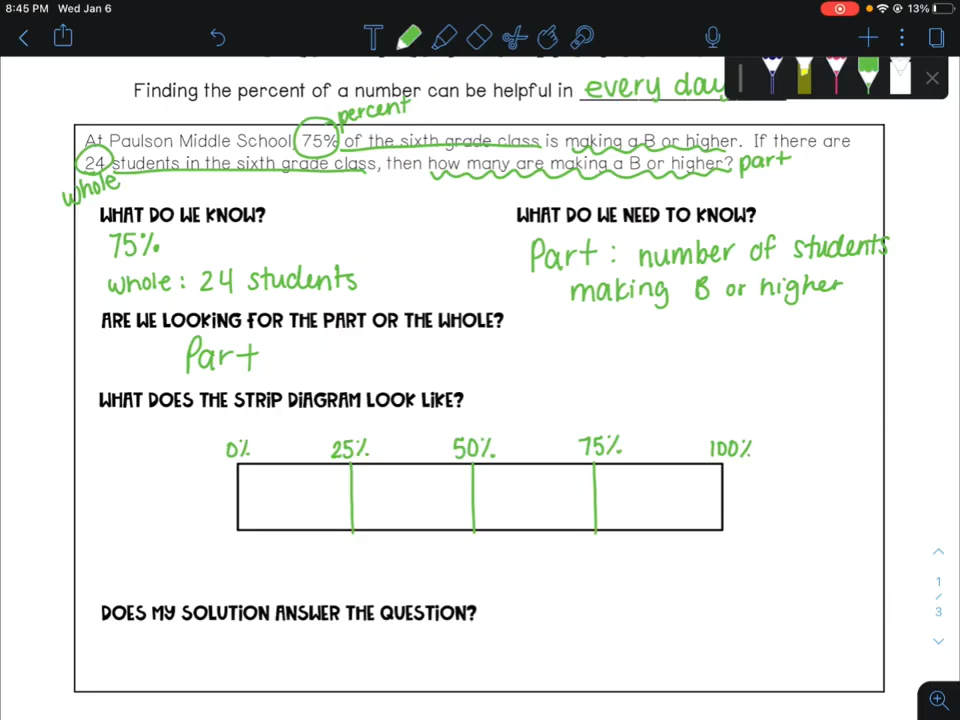 8:45 PM Wed Jan 6
13%
Finding the percent of a number can be helpful in every day
percent
At Paulson Middle School, 75% of the sixth grade class is making a B or higher. If there are
24 students in the sixth grade class, then how many are making a B or higher? part
whole
WHAT DO WE KNOW?
75%
whole: 24 students
WHAT DO WE NEED TO KNOW?
Part: number of students
making B or higher
ARE WE LOOKING FOR THE PART OR THE WHOLE?
Part
WHAT DOES THE STRIP DIAGRAM LOOK LIKE?
0% 25% 50% 75% 100%
DOES MY SOLUTION ANSWER THE QUESTION?
1
/
3